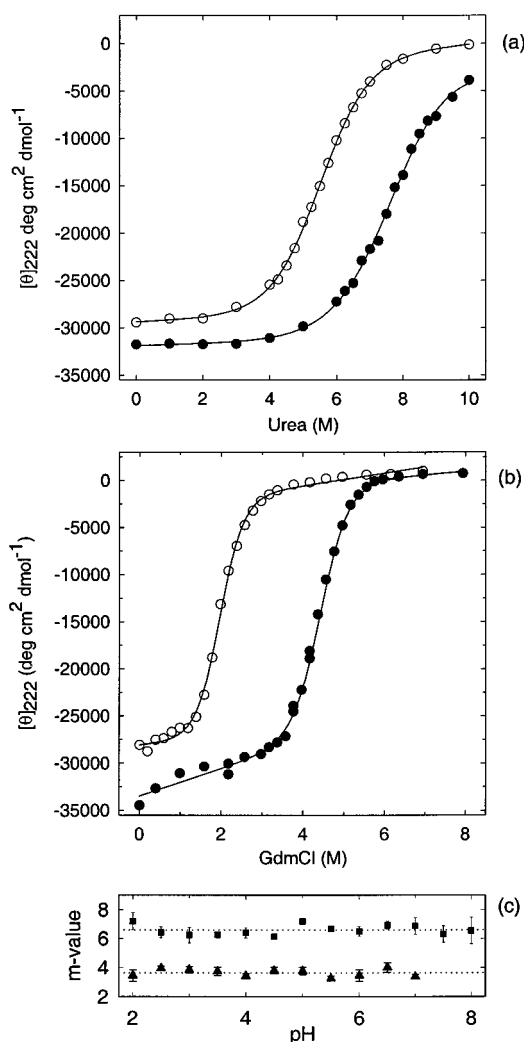 (a)
0
-5000
-10000
-15000
-20000
-25000
-30000
-35000
[θ]222 deg cm2 dmol-1
0 2 4 6 8 10
Urea (M)
(b)
0
-5000
-10000
-15000
-20000
-25000
-30000
-35000
[θ]222 (deg cm2 dmol-1)
0 2 4 6 8
GdmCl (M)
(c)
8
6
4
2
m-value
2 4 6 8
pH